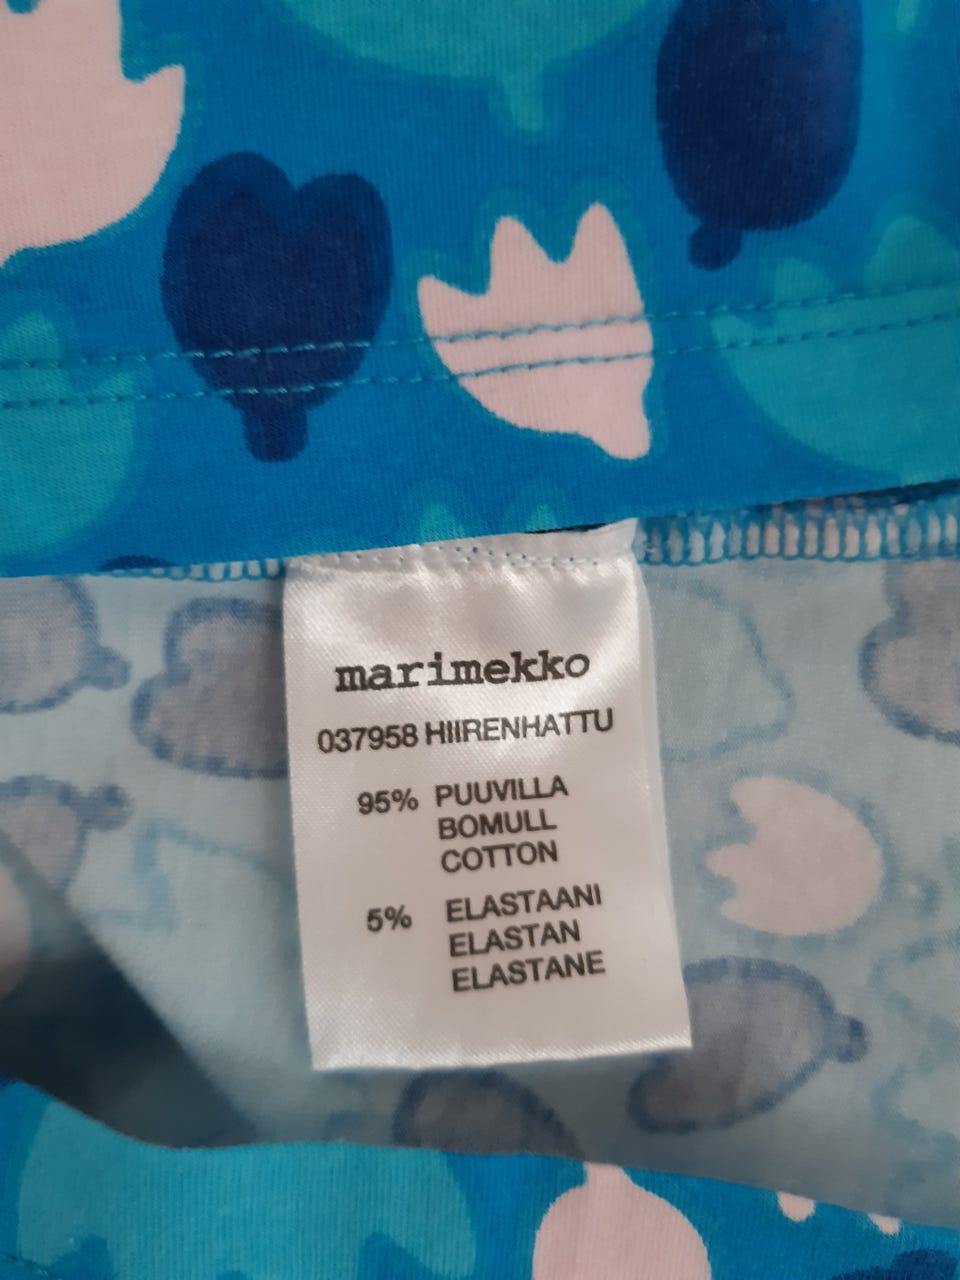 marimekko
037958 HIIRENHATTU
95% PUUVILLA
BOMULL
COTTON
5% ELASTAANI
ELASTAN
ELASTANE